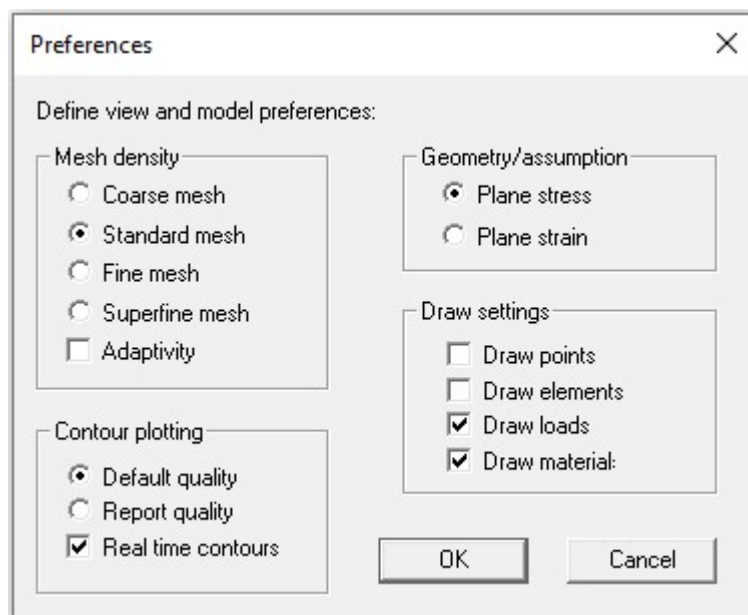 Preferences
Define view and model preferences:
Mesh density
Coarse mesh
Standard mesh
Fine mesh
Superfine mesh
Adaptivity
Contour plotting
Default quality
Report quality
Real time contours
Geometry/assumption
Plane stress
Plane strain
Draw settings
Draw points
Draw elements
Draw loads
Draw material:
OK
Cancel